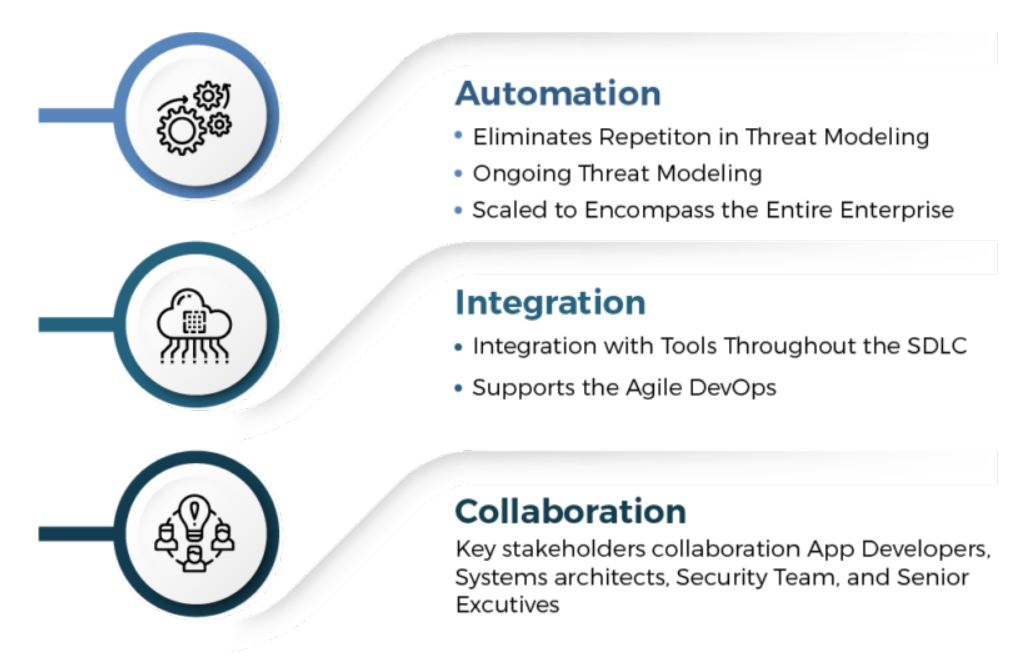 Automation
• Eliminates Repetiton in Threat Modeling
• Ongoing Threat Modeling
• Scaled to Encompass the Entire Enterprise
Integration
• Integration with Tools Throughout the SDLC
• Supports the Agile DevOps
Collaboration
Key stakeholders collaboration App Developers,
Systems architects, Security Team, and Senior
Excutives